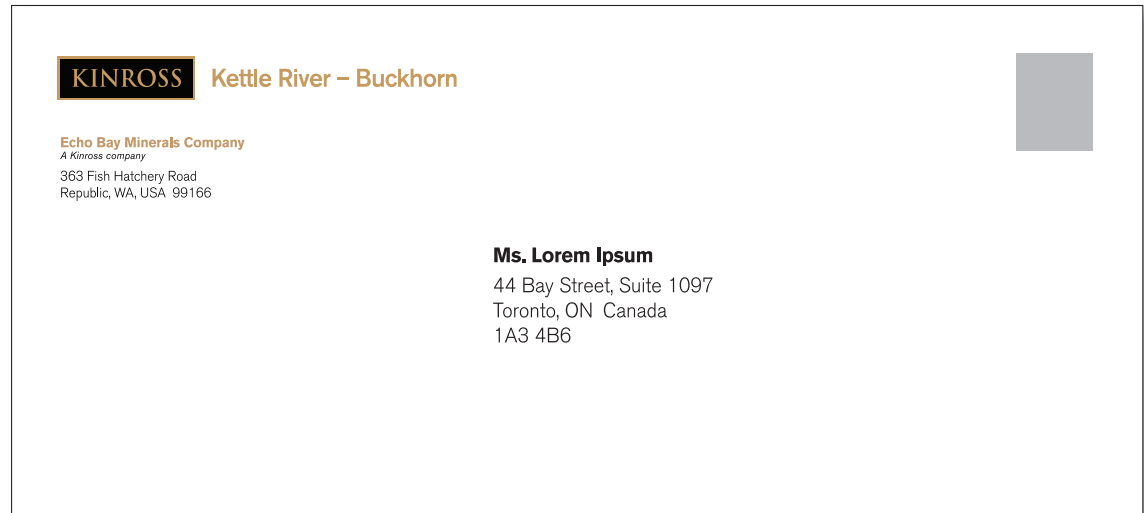 KINROSS Kettle River – Buckhorn
Echo Bay Minerals Company
A Kinross company
363 Fish Hatchery Road
Republic, WA, USA 99166
Ms. Lorem Ipsum
44 Bay Street, Suite 1097
Toronto, ON Canada
1A3 4B6